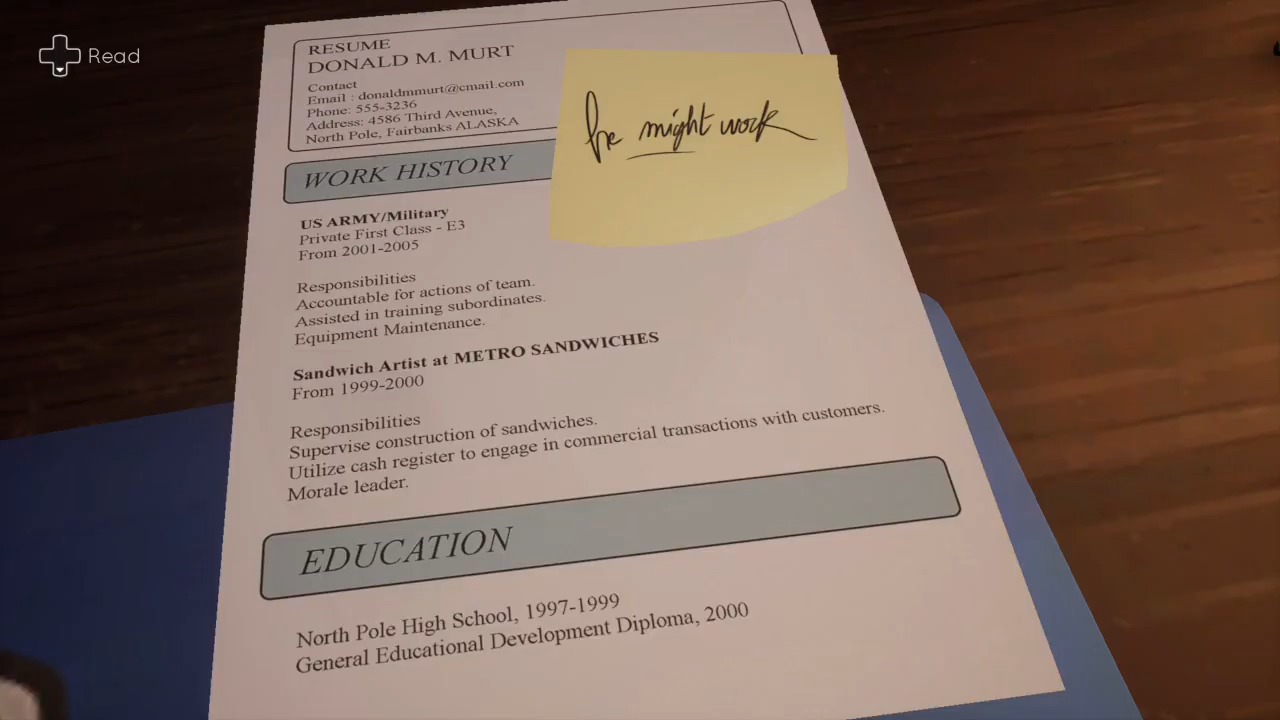 Read
RESUME
DONALD M. MURT
Contact
Email : donaldmmurt@cmail.com
Phone: 555-3236
Address: 4586 Third Avenue,
North Pole, Fairbanks ALASKA
he might work
WORK HISTORY
US ARMY/Military
Private First Class - E3
From 2001-2005
Responsibilities
Accountable for actions of team.
Assisted in training subordinates.
Equipment Maintenance.
Sandwich Artist at METRO SANDWICHES
From 1999-2000
Responsibilities
Supervise construction of sandwiches.
Utilize cash register to engage in commercial transactions with customers.
Morale leader.
EDUCATION
North Pole High School, 1997-1999
General Educational Development Diploma, 2000